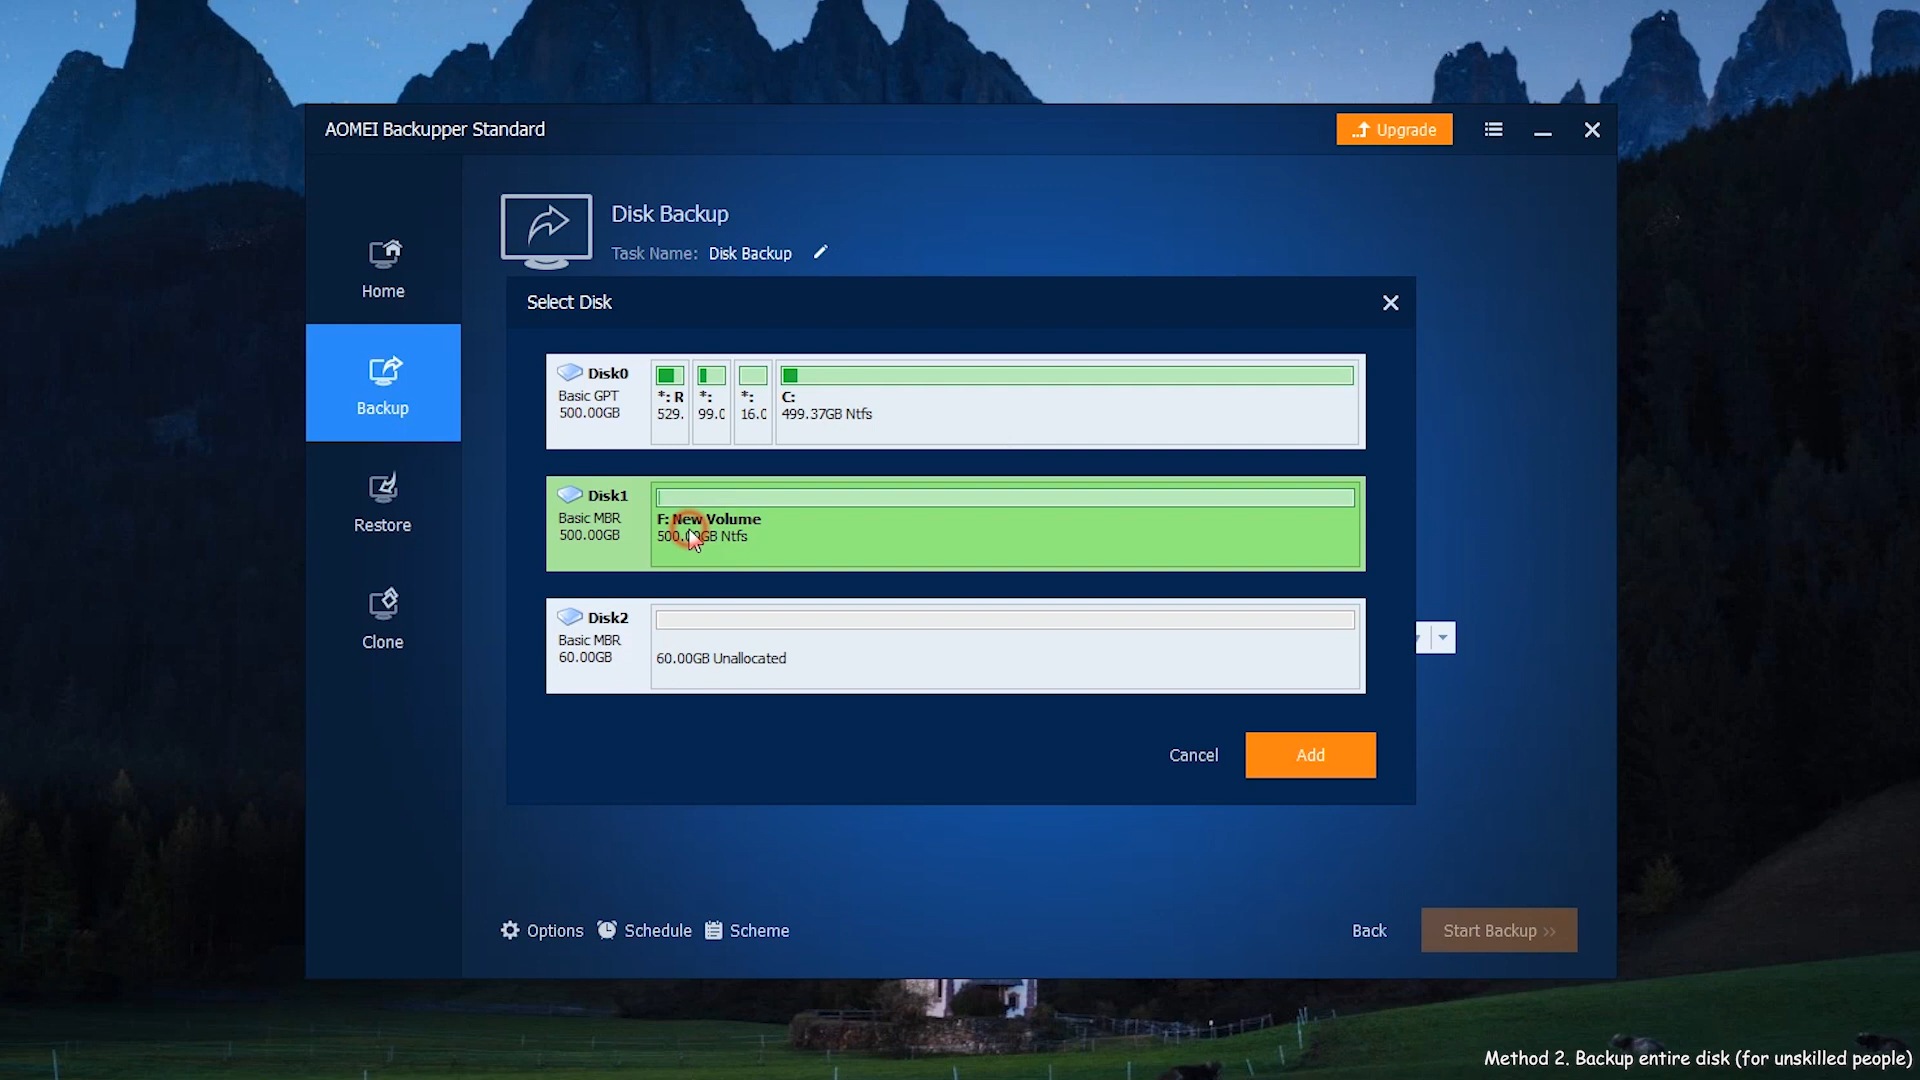 AOMEI Backupper Standard
Upgrade
Disk Backup
Task Name: Disk Backup
Home
Backup
Restore
Clone
Select Disk
Disk0
Basic GPT
500.00GB
*: R
529.
*:
99.0
*:
16.0
C:
499.37GB Ntfs
Disk1
Basic MBR
500.00GB
F: New Volume
500.00GB Ntfs
Disk2
Basic MBR
60.00GB
60.00GB Unallocated
Cancel
Add
Options
Schedule
Scheme
Back
Start Backup >>
Method 2. Backup entire disk (for unskilled people)